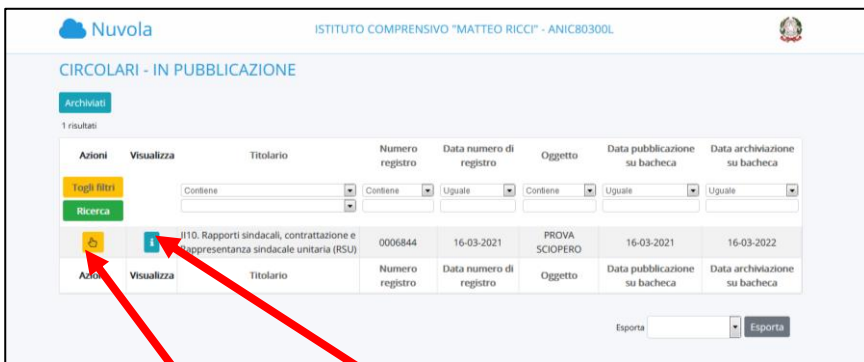 Nuvola
ISTITUTO COMPRENSIVO "MATTEO RICCI" - ANIC80300L
CIRCOLARI - IN PUBBLICAZIONE
Archiviati
1 risultati
Azioni Visualizza Titolario Numero registro Data numero di registro Oggetto Data pubblicazione su bacheca Data archiviazione su bacheca
Togli filtri Contiene Contiene Uguale Contiene Uguale Uguale
Ricerca
II10. Rapporti sindacali, contrattazione e Rappresentanza sindacale unitaria (RSU) 0006844 16-03-2021 PROVA SCIOPERO 16-03-2021 16-03-2022
Azioni Visualizza Titolario Numero registro Data numero di registro Oggetto Data pubblicazione su bacheca Data archiviazione su bacheca
Esporta Esporta